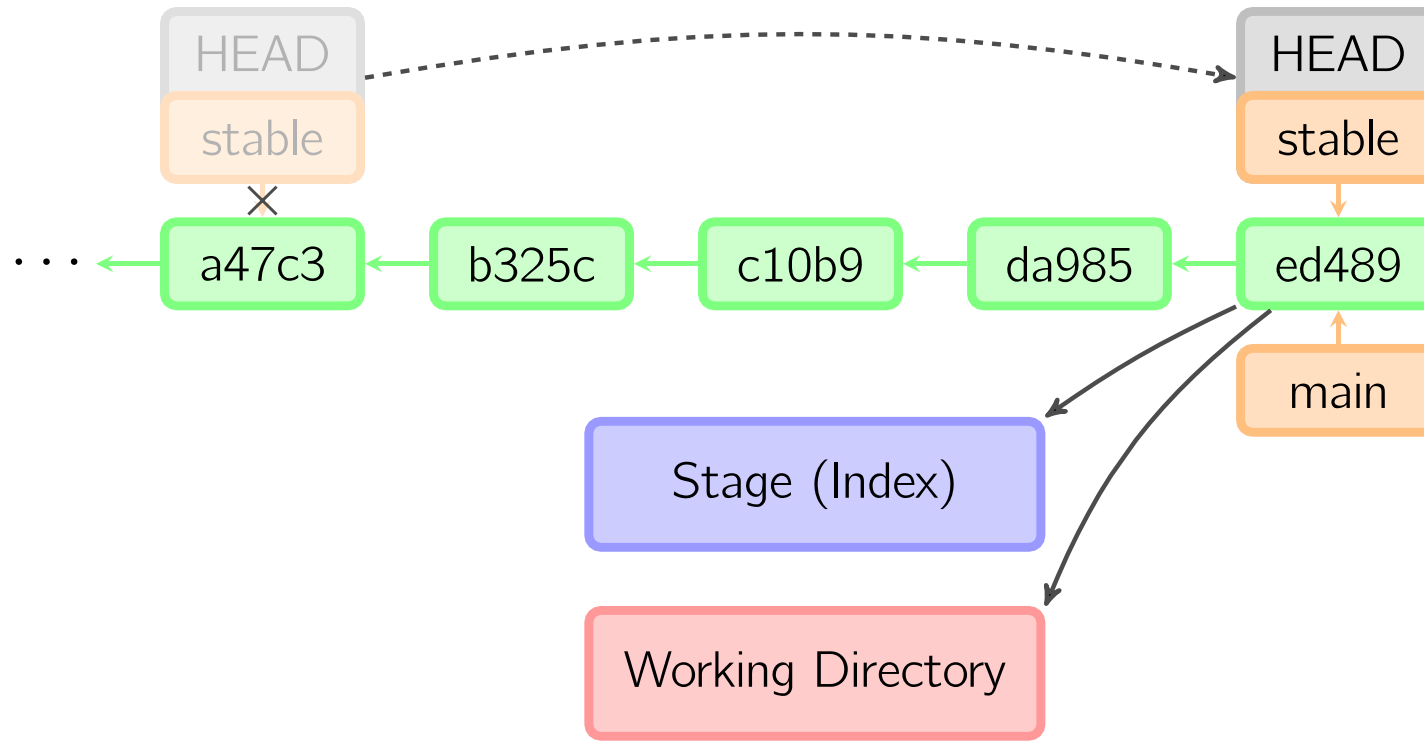 HEAD HEAD
stable stable
... a47c3 b325c c10b9 da985 ed489
main
Stage (Index)
Working Directory